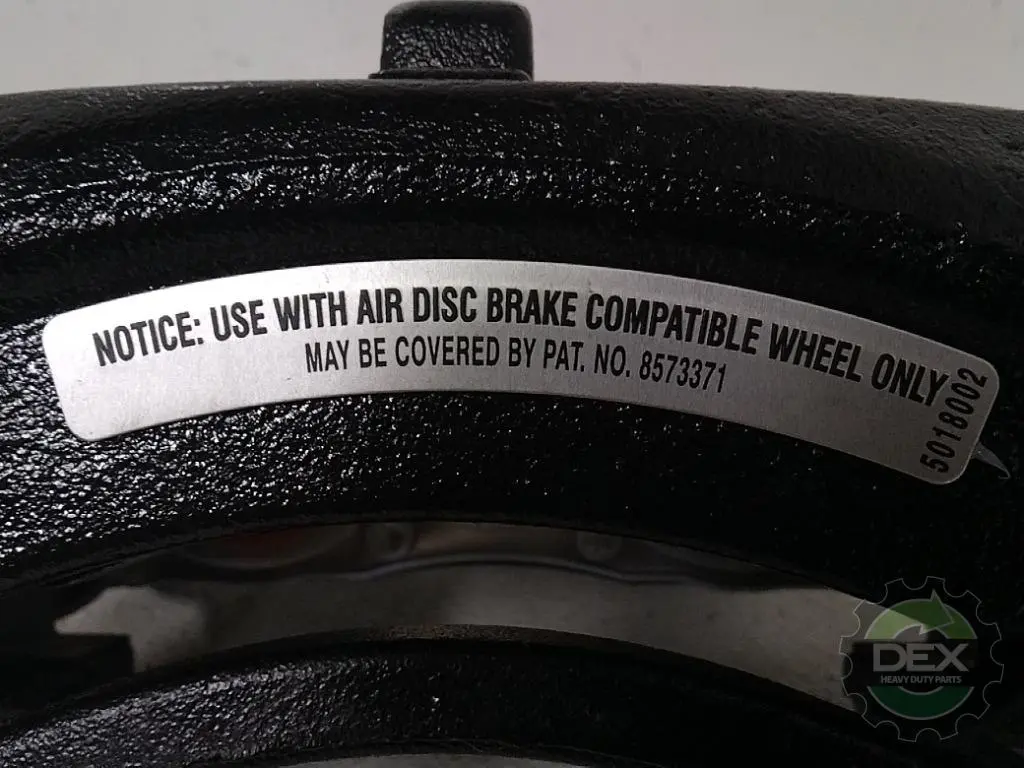 NOTICE: USE WITH AIR DISC BRAKE COMPATIBLE WHEEL ONLY
MAY BE COVERED BY PAT. NO. 8573371
5018002
DEX
HEAVY DUTY PARTS